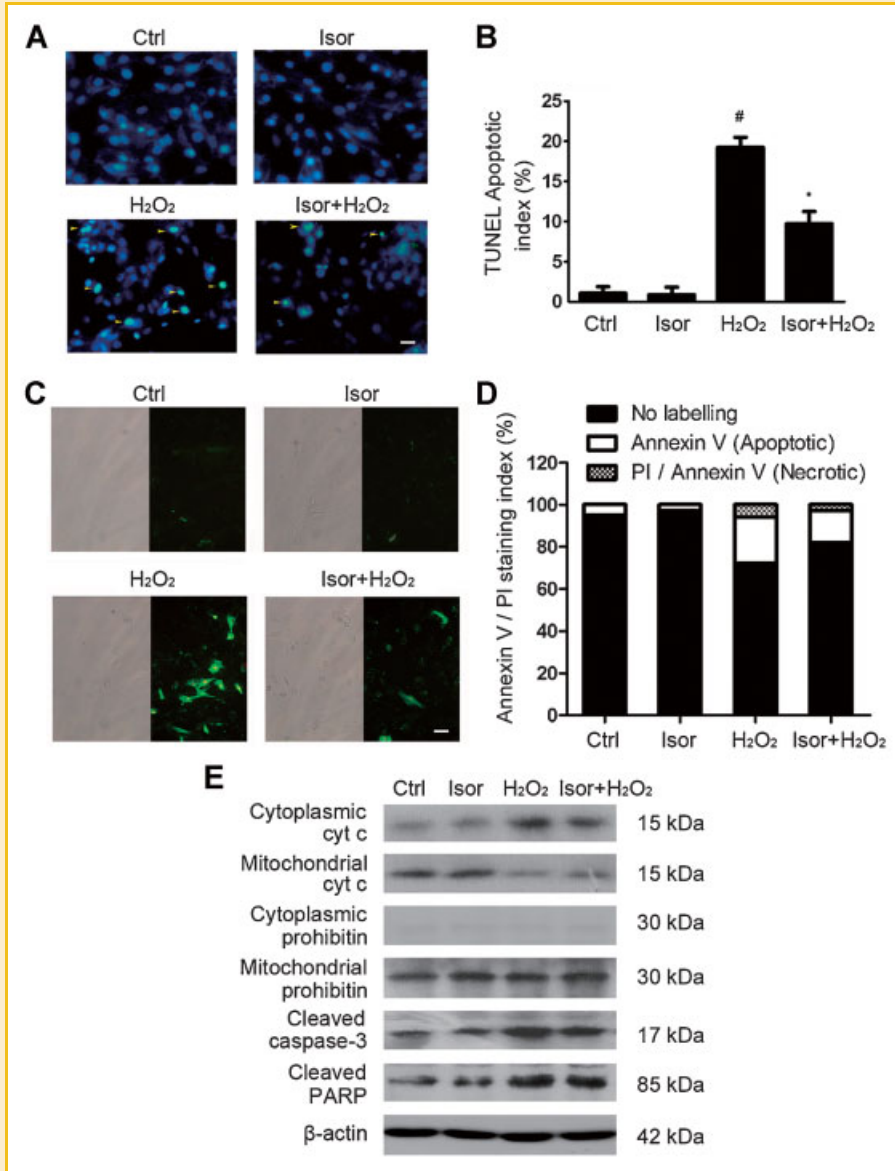 A
Ctrl
Isor
H₂O₂
Isor+H₂O₂
B
TUNEL Apoptotic
index (%)
25
20
15
10
5
0
#
*
Ctrl
Isor
H₂O₂
Isor+H₂O₂
C
Ctrl
Isor
H₂O₂
Isor+H₂O₂
D
No labelling
Annexin V (Apoptotic)
PI / Annexin V (Necrotic)
Annexin V / PI staining index (%)
120
100
80
60
40
20
0
Ctrl
Isor
H₂O₂
Isor+H₂O₂
E
Ctrl Isor H₂O₂ Isor+H₂O₂
Cytoplasmic
cyt c
15 kDa
Mitochondrial
cyt c
15 kDa
Cytoplasmic
prohibitin
30 kDa
Mitochondrial
prohibitin
30 kDa
Cleaved
caspase-3
17 kDa
Cleaved
PARP
85 kDa
β-actin
42 kDa